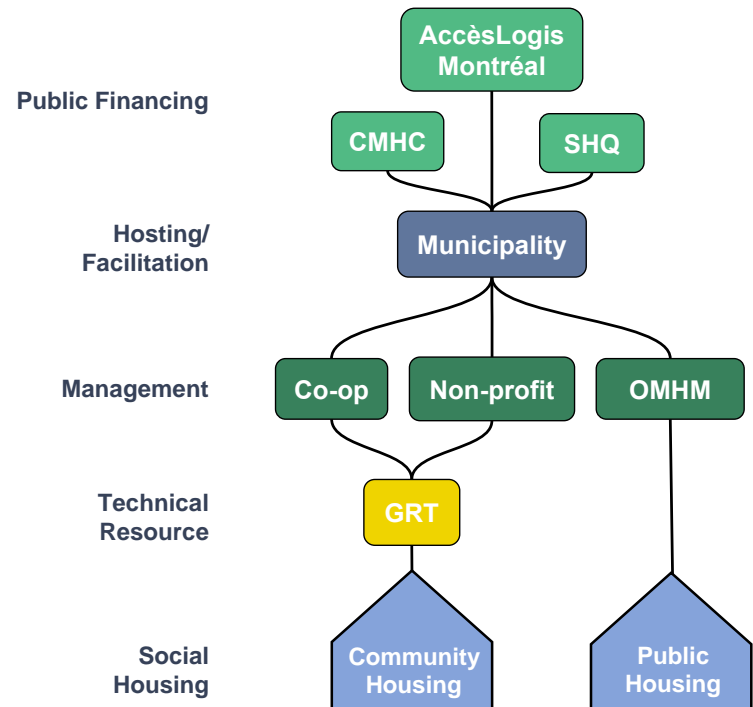 AccèsLogis
Montréal
Public Financing
CMHC
SHQ
Hosting/
Facilitation
Municipality
Management
Co-op
Non-profit
OMHM
Technical
Resource
GRT
Social
Housing
Community
Housing
Public
Housing